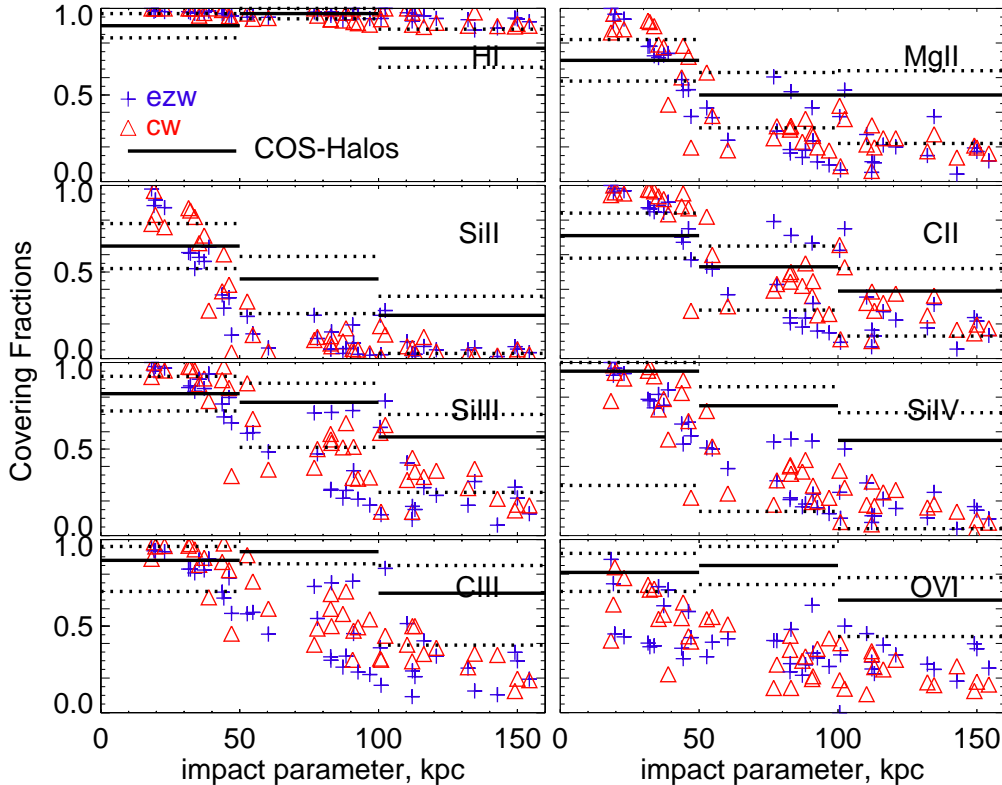 1.0
0.5
0.0
HI
+ ezw
△ cw
COS-Halos
MgII
1.0
0.5
0.0
SiII
CII
1.0
0.5
0.0
SiIII
SiIV
1.0
0.5
0.0
CIII
OVI
0 50 100 150
0 50 100 150
impact parameter, kpc
impact parameter, kpc
Covering Fractions